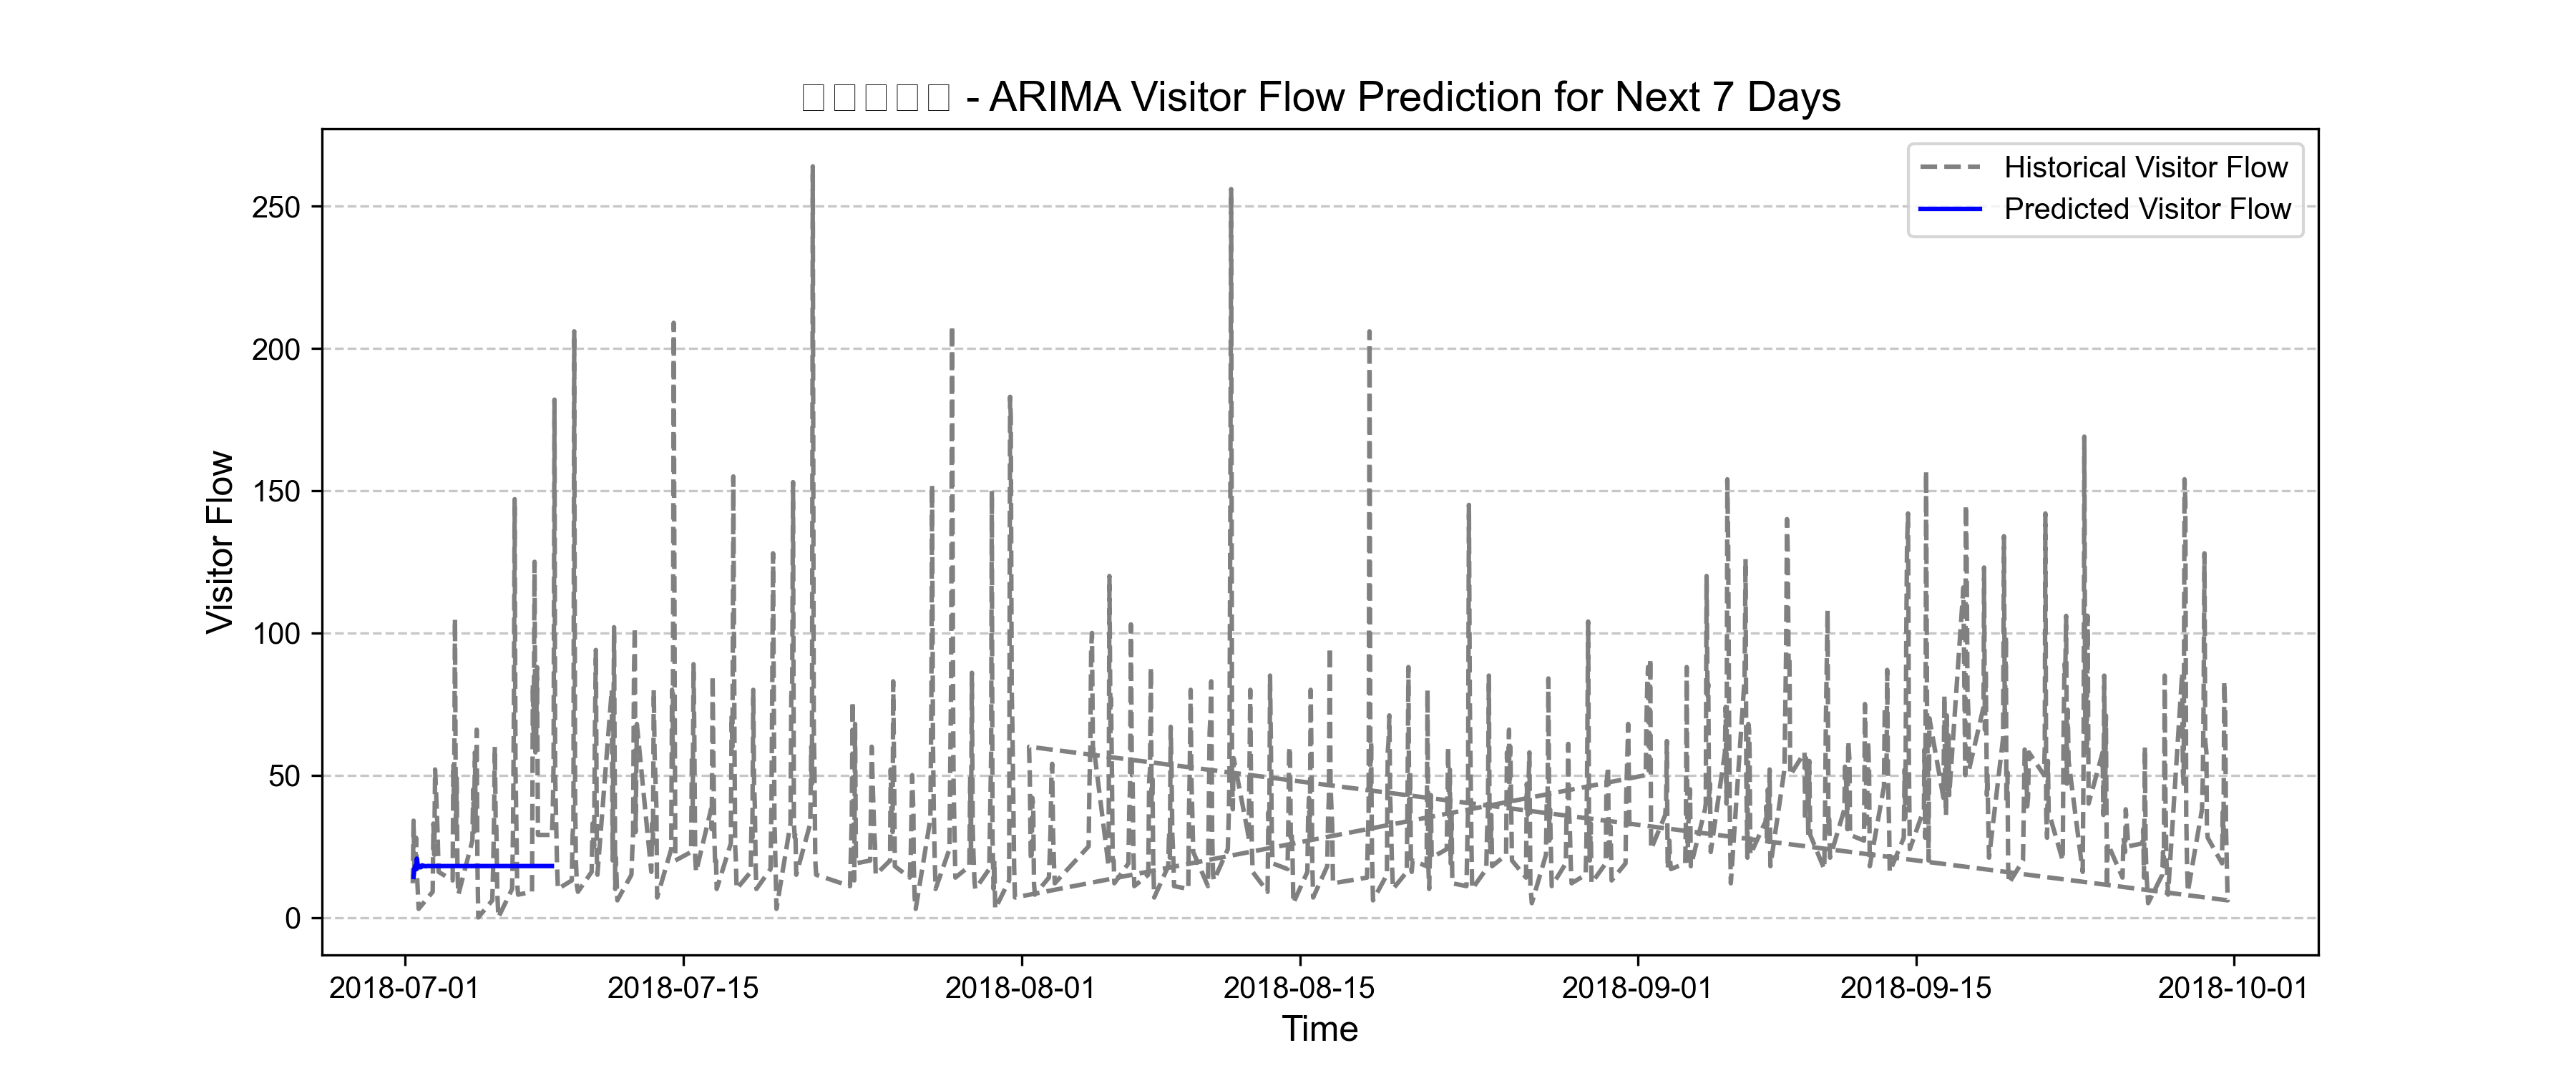 □□□□□ - ARIMA Visitor Flow Prediction for Next 7 Days
Historical Visitor Flow
Predicted Visitor Flow
Visitor Flow
250
200
150
100
50
0
2018-07-01 2018-07-15 2018-08-01 2018-08-15 2018-09-01 2018-09-15 2018-10-01
Time